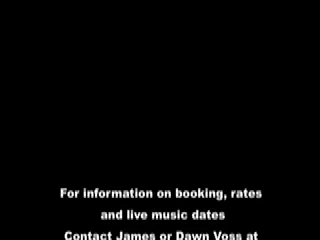 For information on booking, rates
and live music dates
Contact James or Dawn Voss at